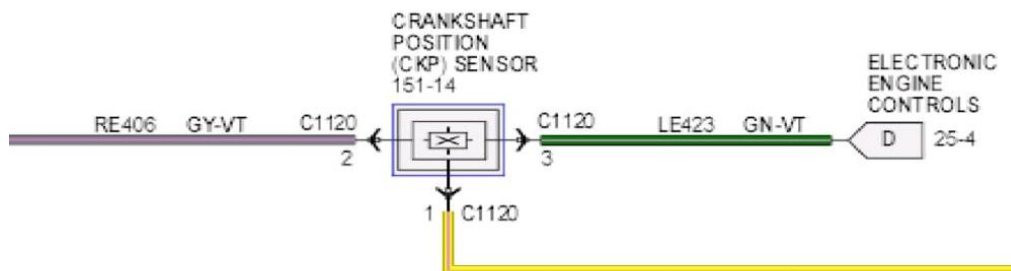 CRANKSHAFT
POSITION
(CKP) SENSOR
151-14
ELECTRONIC
ENGINE
CONTROLS
RE406 GY-VT C1120
C1120 LE423 GN-VT
D 25-4
2
3
1 C1120